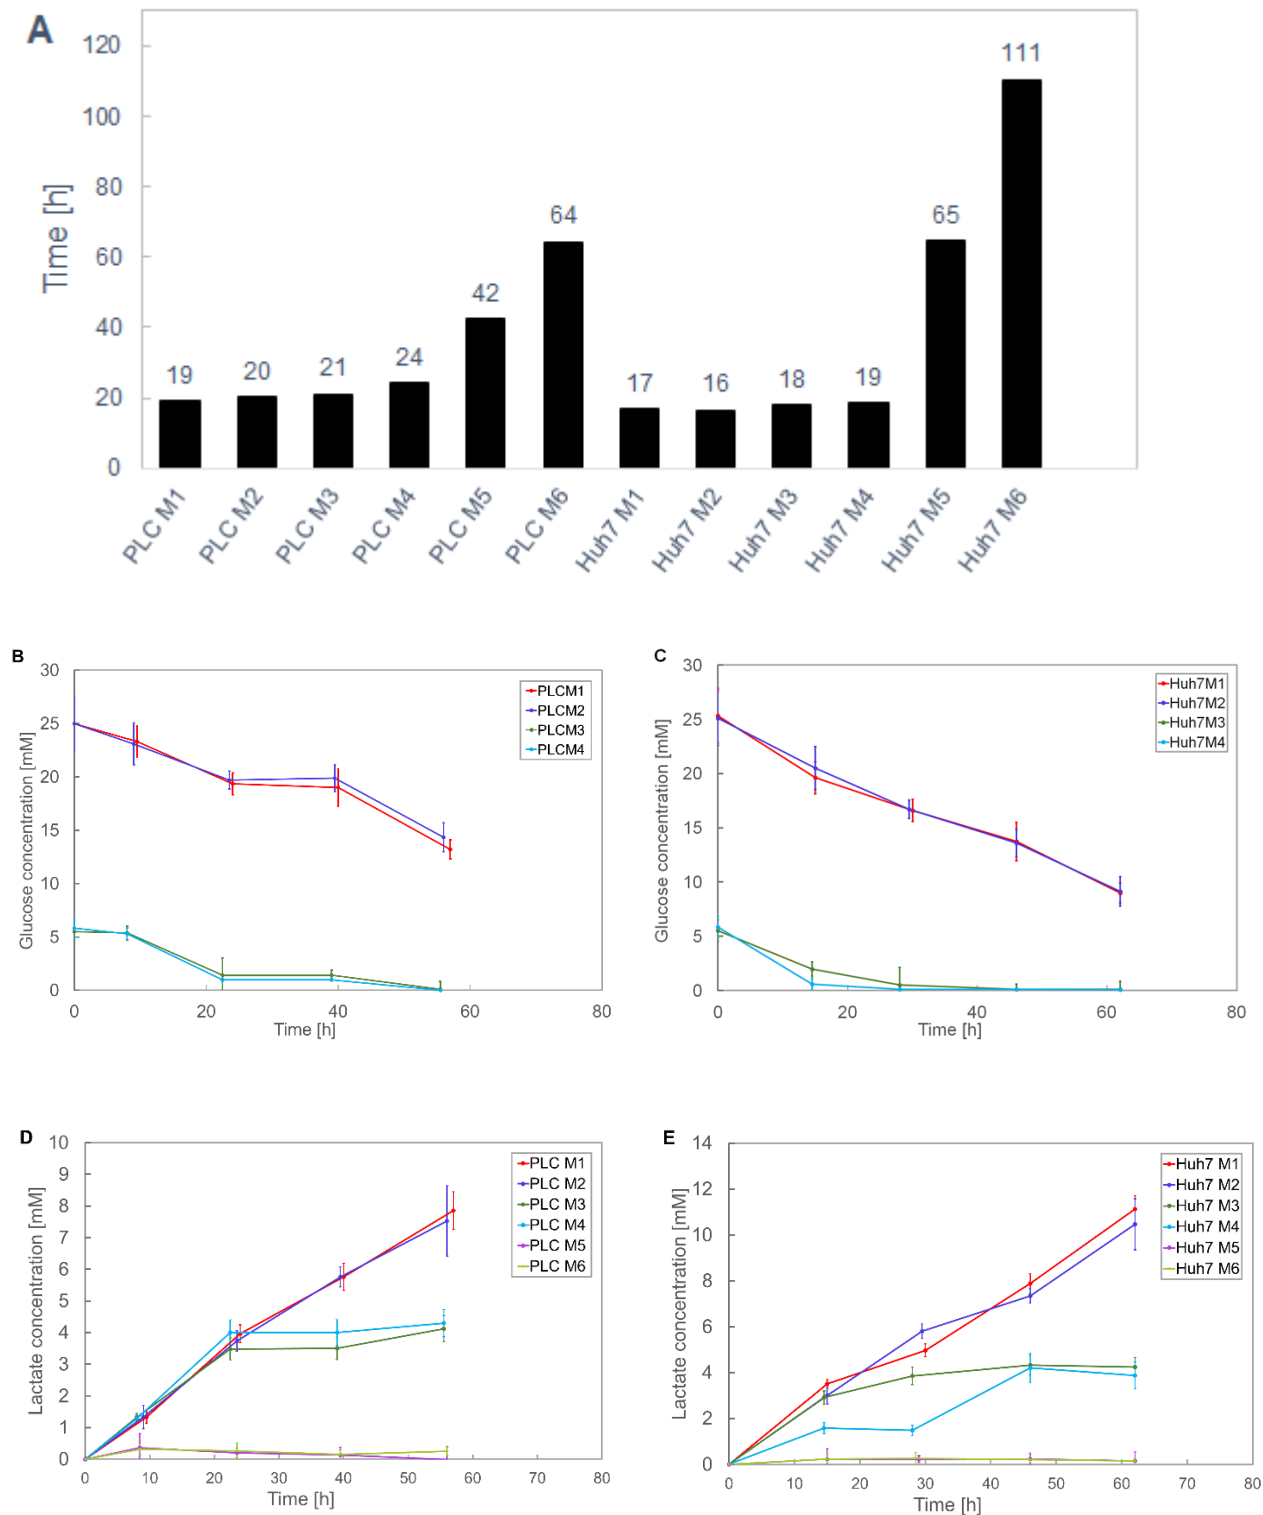 A
Time [h]
120
100
80
60
40
20
0
19
20
21
24
42
64
17
16
18
19
65
111
PLC M1
PLC M2
PLC M3
PLC M4
PLC M5
PLC M6
Huh7 M1
Huh7 M2
Huh7 M3
Huh7 M4
Huh7 M5
Huh7 M6
B
Glucose concentration [mM]
30
25
20
15
10
5
0
0 20 40 60 80
Time [h]
PLCM1
PLCM2
PLCM3
PLCM4
C
Glucose concentration [mM]
30
25
20
15
10
5
0
0 20 40 60 80
Time [h]
Huh7M1
Huh7M2
Huh7M3
Huh7M4
D
Lactate concentration [mM]
10
9
8
7
6
5
4
3
2
1
0
0 10 20 30 40 50 60 70 80
Time [h]
PLC M1
PLC M2
PLC M3
PLC M4
PLC M5
PLC M6
E
Lactate concentration [mM]
14
12
10
8
6
4
2
0
0 10 20 30 40 50 60 70 80
Time [h]
Huh7 M1
Huh7 M2
Huh7 M3
Huh7 M4
Huh7 M5
Huh7 M6